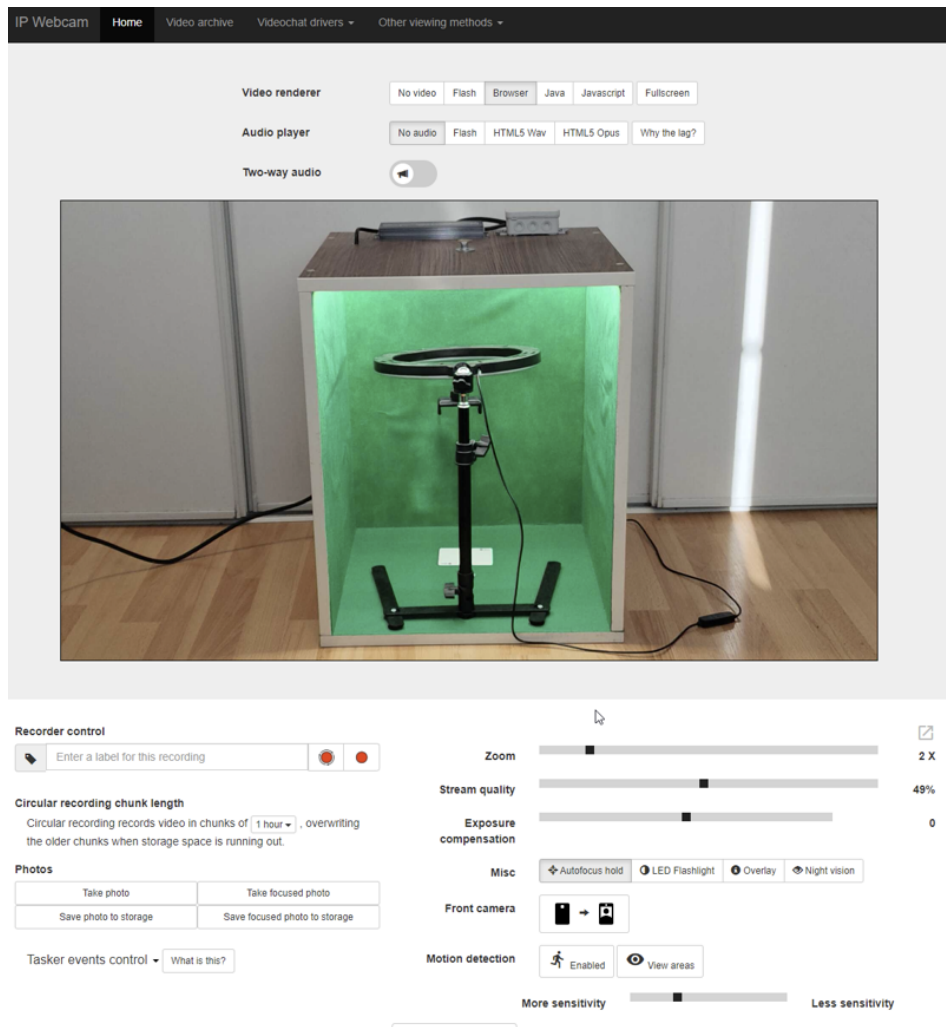 IP Webcam Home Video archive Videochat drivers Other viewing methods
Video renderer No video Flash Browser Java Javascript Fullscreen
Audio player No audio Flash HTML5 Wav HTML5 Opus Why the lag?
Two-way audio
Recorder control
Enter a label for this recording
Circular recording chunk length
Circular recording records video in chunks of 1 hour , overwriting
the older chunks when storage space is running out.
Photos
Take photo Take focused photo
Save photo to storage Save focused photo to storage
Tasker events control What is this?
Zoom 2 X
Stream quality 49%
Exposure 0
compensation
Misc Autofocus hold LED Flashlight Overlay Night vision
Front camera
Motion detection Enabled View areas
More sensitivity Less sensitivity